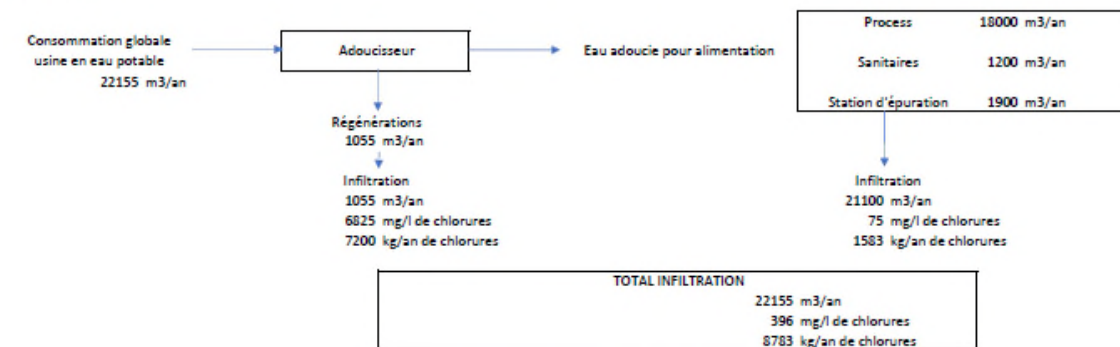 Process 18000 m3/an
Consommation globale
usine en eau potable
22155 m3/an
Adoucisseur
Eau adoucie pour alimentation
Sanitaires 1200 m3/an
Station d'épuration 1900 m3/an
Régénérations
1055 m3/an
Infiltration
1055 m3/an
6825 mg/l de chlorures
7200 kg/an de chlorures
Infiltration
21100 m3/an
75 mg/l de chlorures
1583 kg/an de chlorures
TOTAL INFILTRATION
22155 m3/an
396 mg/l de chlorures
8783 kg/an de chlorures